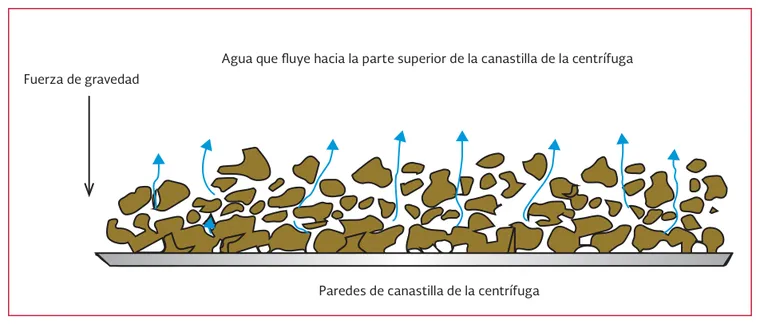 Agua que fluye hacia la parte superior de la canastilla de la centrífuga
Fuerza de gravedad
Paredes de canastilla de la centrífuga